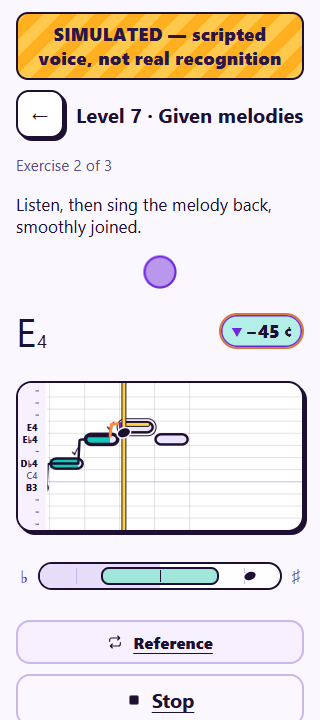 SIMULATED — scripted
voice, not real recognition
← Level 7 · Given melodies
Exercise 2 of 3
Listen, then sing the melody back,
smoothly joined.
E4
▼ −45 ¢
E4
E♭4
D♭4
C4
B3
♭ ♯
Reference
Stop